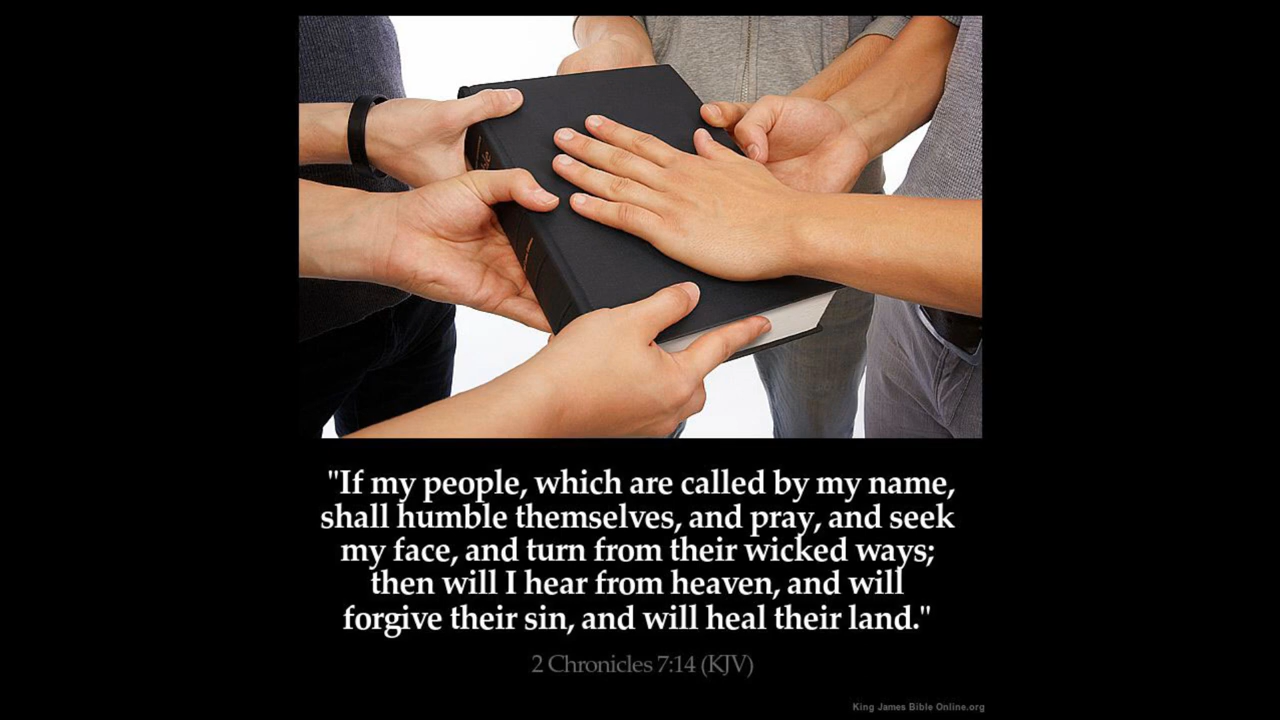 "If my people, which are called by my name,
shall humble themselves, and pray, and seek
my face, and turn from their wicked ways;
then will I hear from heaven, and will
forgive their sin, and will heal their land."
2 Chronicles 7:14 (KJV)
King James Bible Online.org